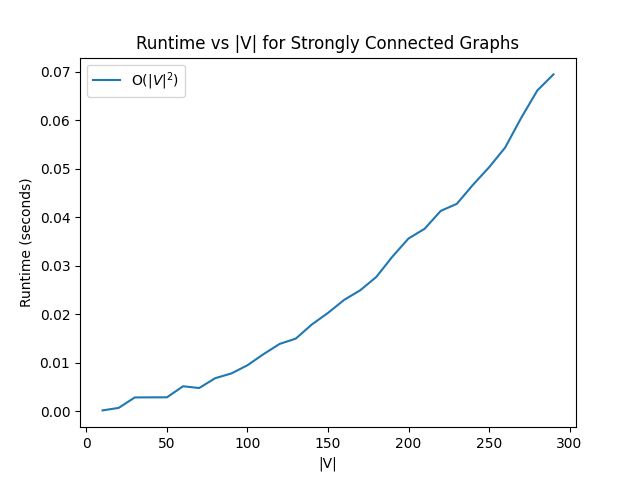 Runtime vs |V| for Strongly Connected Graphs
O(|V|²)
0.07
0.06
0.05
0.04
0.03
0.02
0.01
0.00
Runtime (seconds)
0 50 100 150 200 250 300
|V|